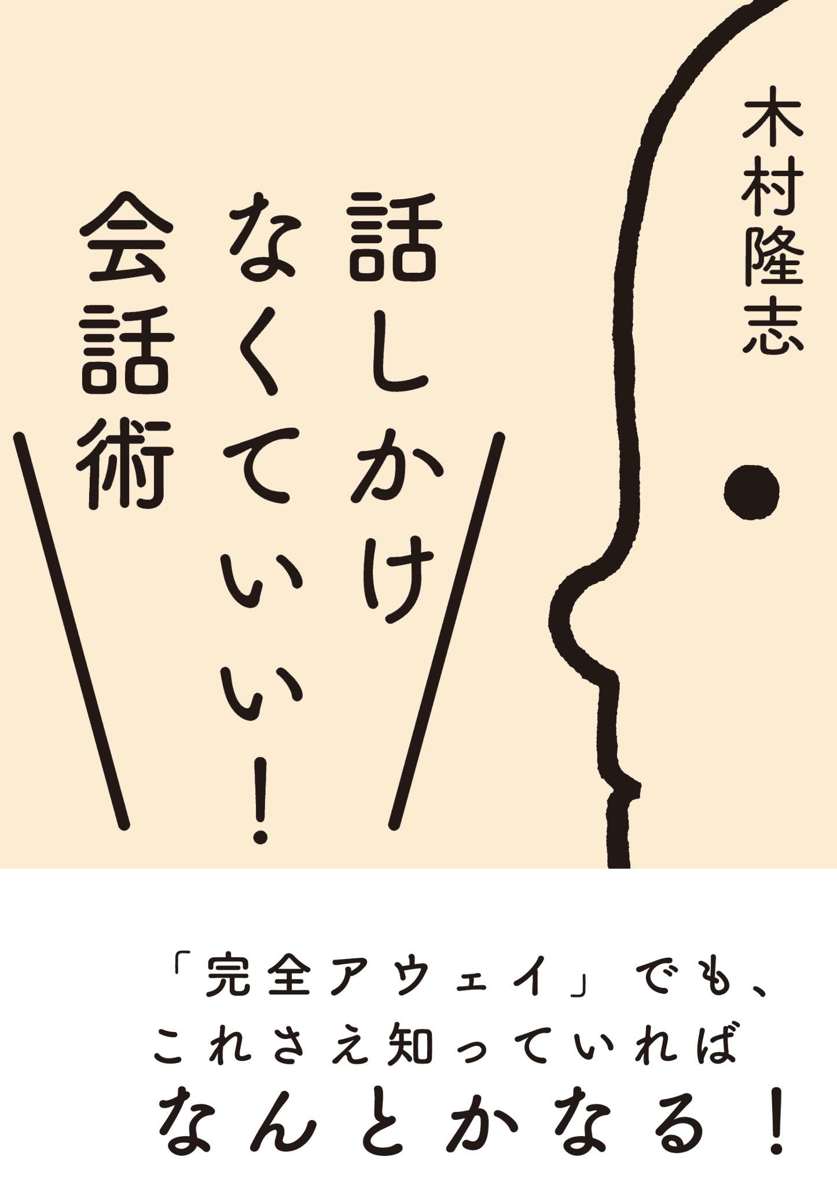 木村隆志
話しかけ
なくていい！
会話術
「完全アウェイ」でも、
これさえ知っていれば
なんとかなる！